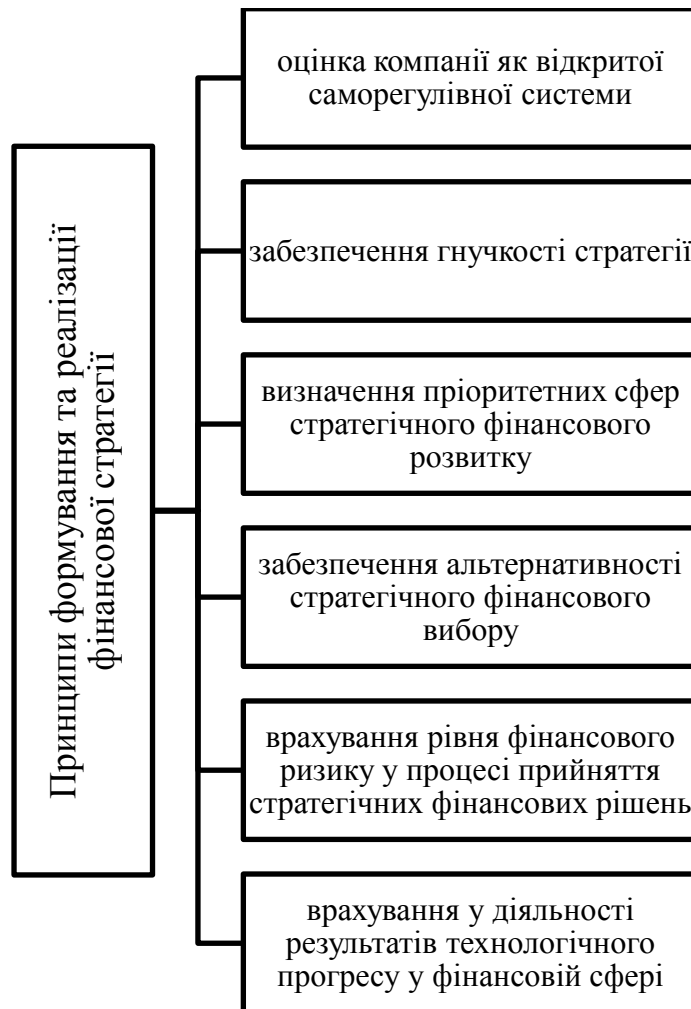 Принципи формування та реалізації
фінансової стратегії
оцінка компанії як відкритої
саморегулівної системи
забезпечення гнучкості стратегії
визначення пріоритетних сфер
стратегічного фінансового
розвитку
забезпечення альтернативності
стратегічного фінансового
вибору
врахування рівня фінансового
ризику у процесі прийняття
стратегічних фінансових рішень
врахування у діяльності
результатів технологічного
прогресу у фінансовій сфері